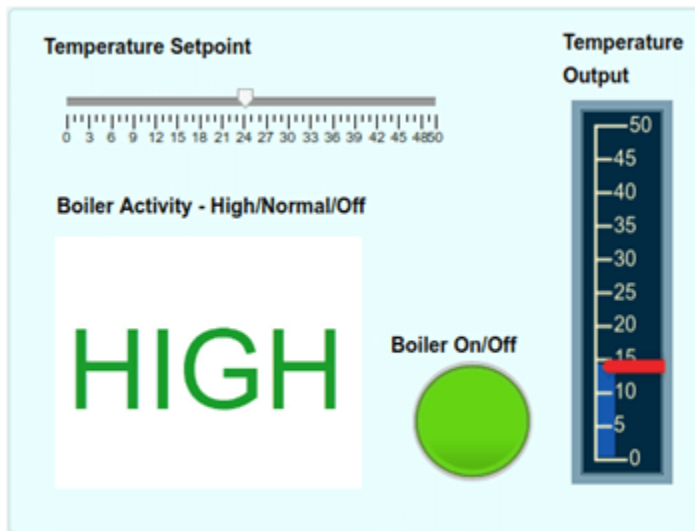 Temperature Setpoint
0 3 6 9 12 15 18 21 24 27 30 33 36 39 42 45 48 50
Boiler Activity - High/Normal/Off
HIGH
Boiler On/Off
Temperature
Output
50
45
40
35
30
25
20
15
10
5
0